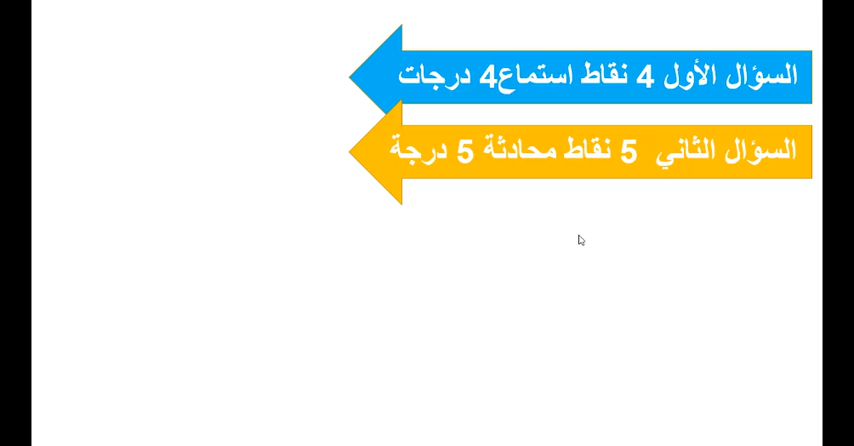 السؤال الأول 4 نقاط استماع4 درجات
السؤال الثاني 5 نقاط محادثة 5 درجة